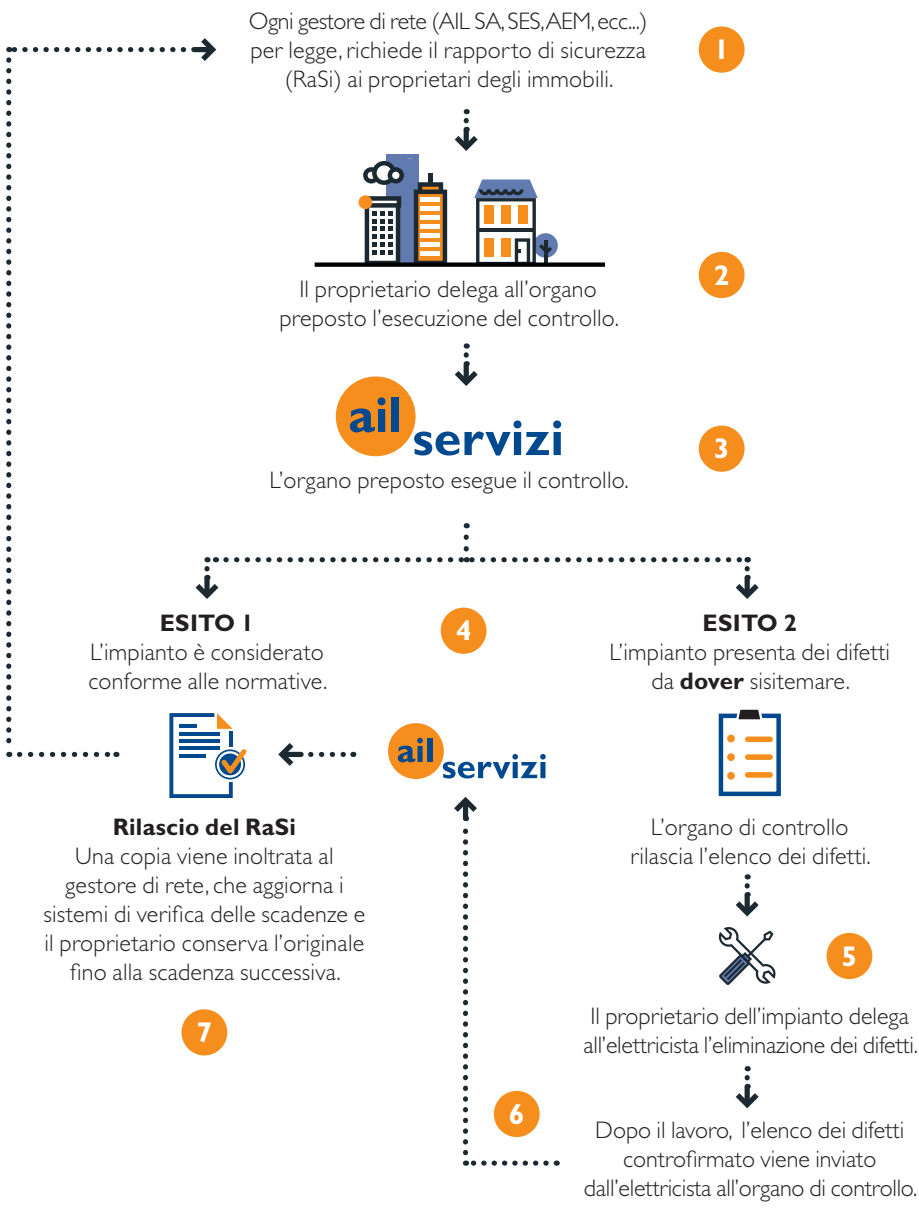 Ogni gestore di rete (AIL SA, SES, AEM, ecc...)
per legge, richiede il rapporto di sicurezza
(RaSi) ai proprietari degli immobili.
1
Il proprietario delega all'organo
preposto l'esecuzione del controllo.
2
ail
servizi
L'organo preposto esegue il controllo.
3
4
ESITO 1
L'impianto è considerato
conforme alle normative.
ESITO 2
L'impianto presenta dei difetti
da dover sisitemare.
ail
servizi
Rilascio del RaSi
Una copia viene inoltrata al
gestore di rete, che aggiorna i
sistemi di verifica delle scadenze e
il proprietario conserva l'originale
fino alla scadenza successiva.
7
L'organo di controllo
rilascia l'elenco dei difetti.
5
Il proprietario dell'impianto delega
all'elettricista l'eliminazione dei difetti.
6
Dopo il lavoro, l'elenco dei difetti
controfirmato viene inviato
dall'elettricista all'organo di controllo.